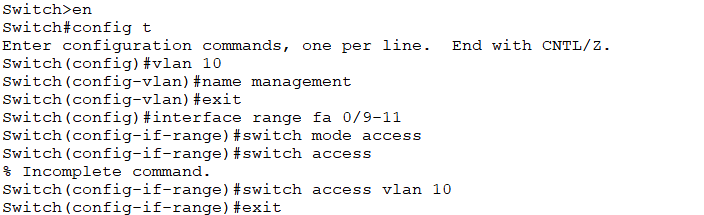 Switch>en
Switch#config t
Enter configuration commands, one per line.  End with CNTL/Z.
Switch(config)#vlan 10
Switch(config-vlan)#name management
Switch(config-vlan)#exit
Switch(config)#interface range fa 0/9-11
Switch(config-if-range)#switch mode access
Switch(config-if-range)#switch access
% Incomplete command.
Switch(config-if-range)#switch access vlan 10
Switch(config-if-range)#exit